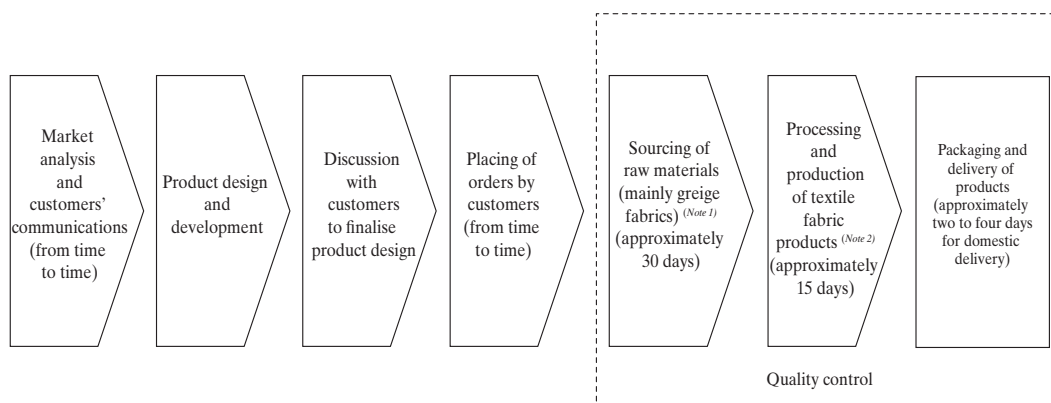 Market
analysis
and
customers’
communications
(from time
to time)
Product design
and
development
Discussion
with
customers
to finalise
product design
Placing of
orders by
customers
(from time
to time)
Sourcing of
raw materials
(mainly greige
fabrics) (Note 1)
(approximately
30 days)
Processing
and
production
of textile
fabric
products (Note 2)
(approximately
15 days)
Packaging and
delivery of
products
(approximately
two to four days
for domestic
delivery)
Quality control